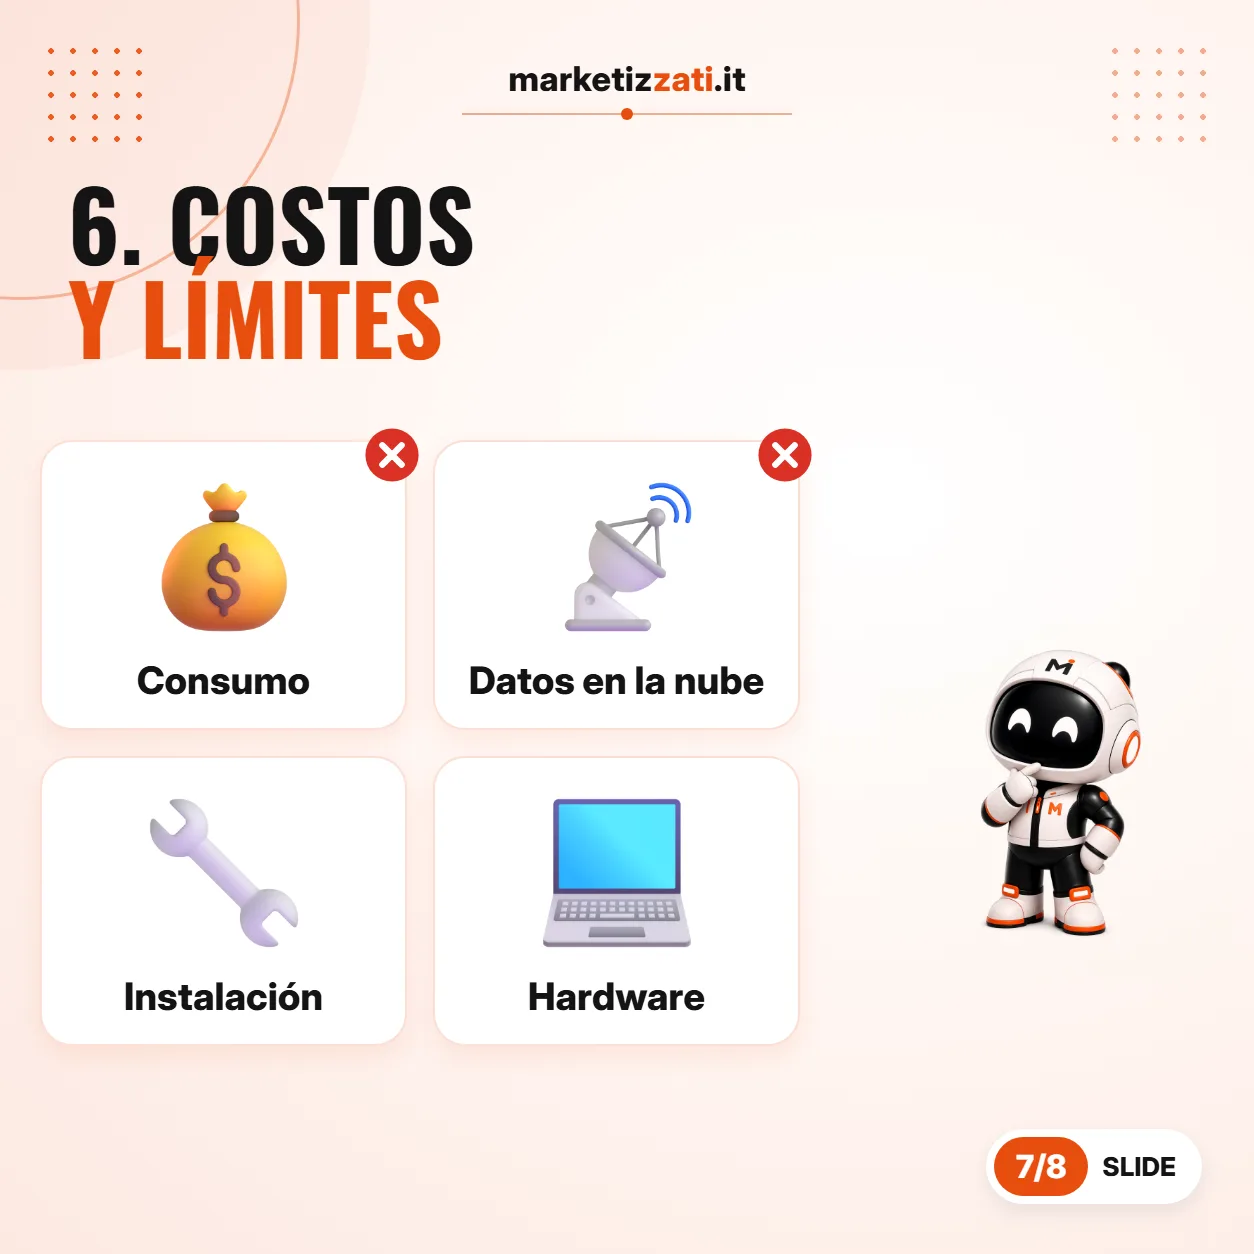 marketizzati.it
6. COSTOS
Y LÍMITES
$
Consumo
Datos en la nube
Instalación
Hardware
M
M
7/8 SLIDE